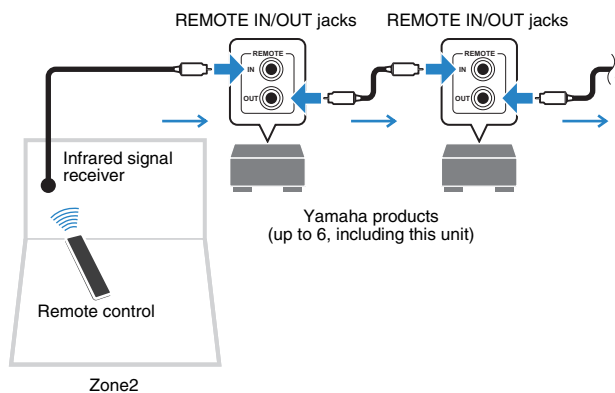 REMOTE IN/OUT jacks
REMOTE IN/OUT jacks
REMOTE
IN
OUT
REMOTE
IN
OUT
Infrared signal
receiver
Remote control
Yamaha products
(up to 6, including this unit)
Zone2